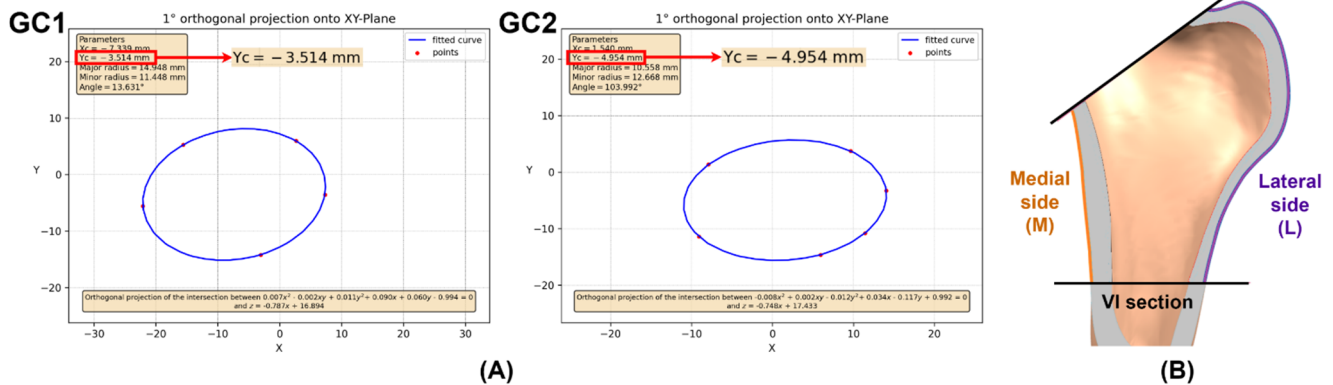 GC1
1° orthogonal projection onto XY-Plane
Parameters
Xc = −7.339 mm
Yc = −3.514 mm
Major radius = 14.948 mm
Minor radius = 11.448 mm
Angle = 13.631°
Yc = −3.514 mm
fitted curve
points
20
10
0
−10
−20
Y
Orthogonal projection of the intersection between 0.007x² - 0.002xy + 0.011y²+ 0.090x + 0.060y - 0.994 = 0
and z = -0.787x + 16.894
−30
−20
−10
0
10
20
30
X
GC2
1° orthogonal projection onto XY-Plane
Parameters
Xc = 1.540 mm
Yc = −4.954 mm
Major radius = 10.558 mm
Minor radius = 12.668 mm
Angle = 103.992°
Yc = −4.954 mm
fitted curve
points
20
10
0
−10
−20
Y
Orthogonal projection of the intersection between -0.008x² + 0.002xy - 0.012y²+ 0.034x - 0.117y + 0.992 = 0
and z = -0.748x + 17.433
−20
−10
0
10
20
X
(A)
Medial
side
(M)
Lateral
side
(L)
VI section
(B)